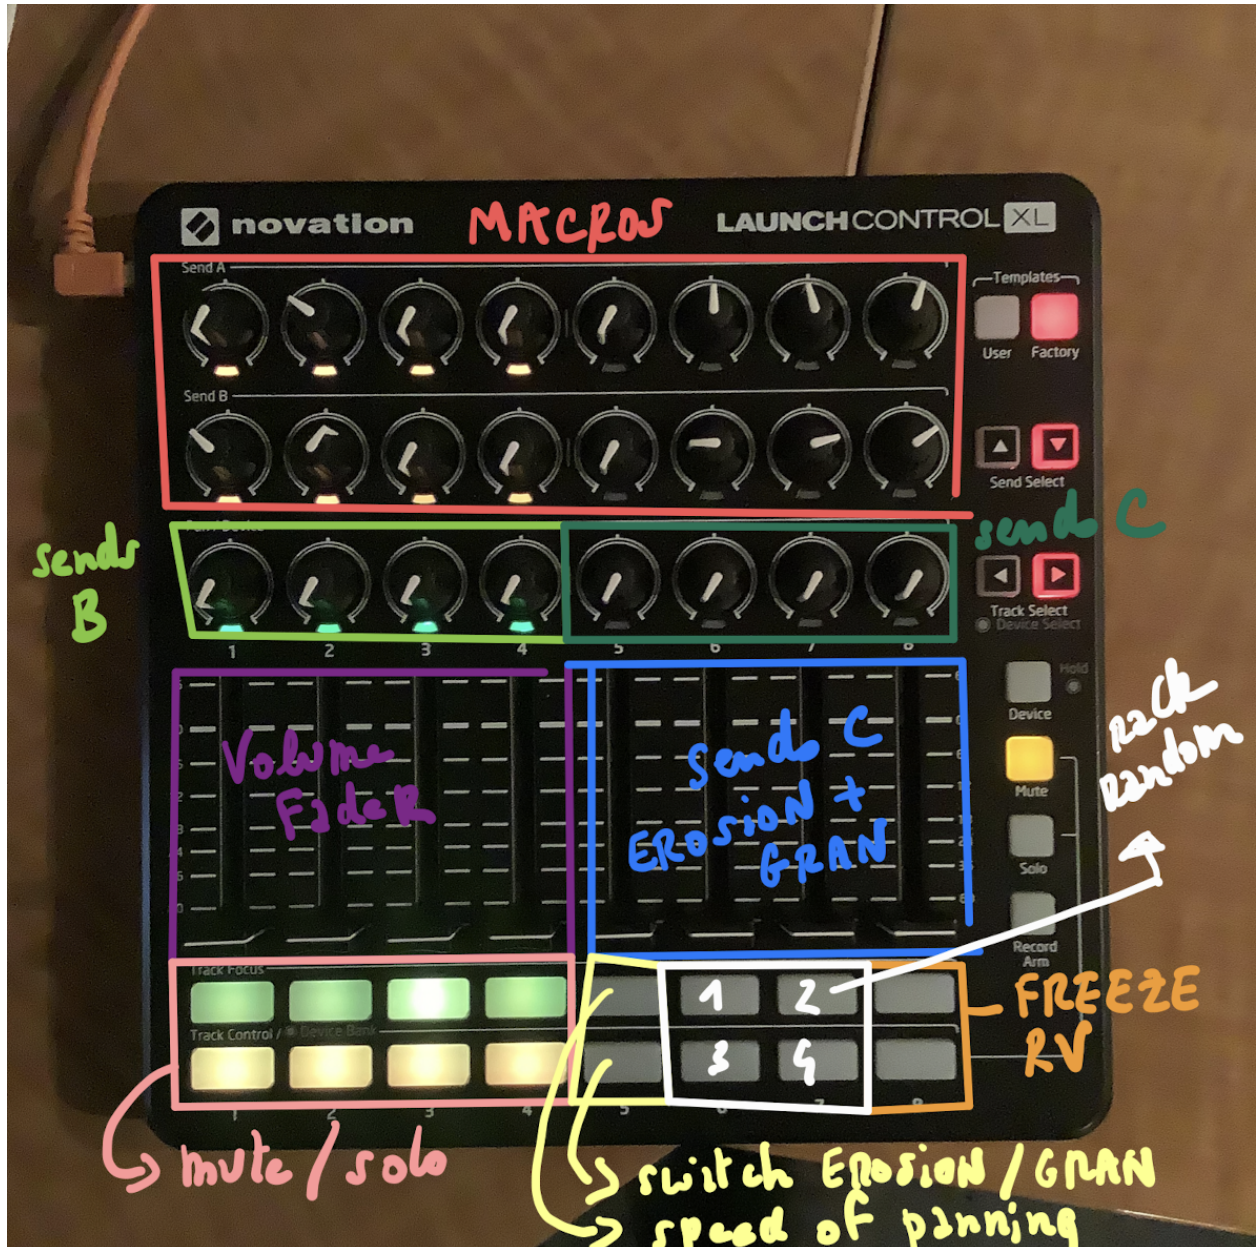 novation
MACROS
LAUNCHCONTROL XL
Send A
Templates
User Factory
Send B
Send Select
sends C
sends
B
Track Select
Device Select
1 2 3 4 5 6 7 8
Hold
Device
Volume
FadeR
sends C
EROSION +
GRAN
Rack
Random
Mute
Solo
Record
Arm
Track Focus
1 2
FREEZE
RV
Track Control / Device Bank
3 4
1 2 3 4 5 6 7 8
mute / solo
switch EROSION / GRAN
speed of panning